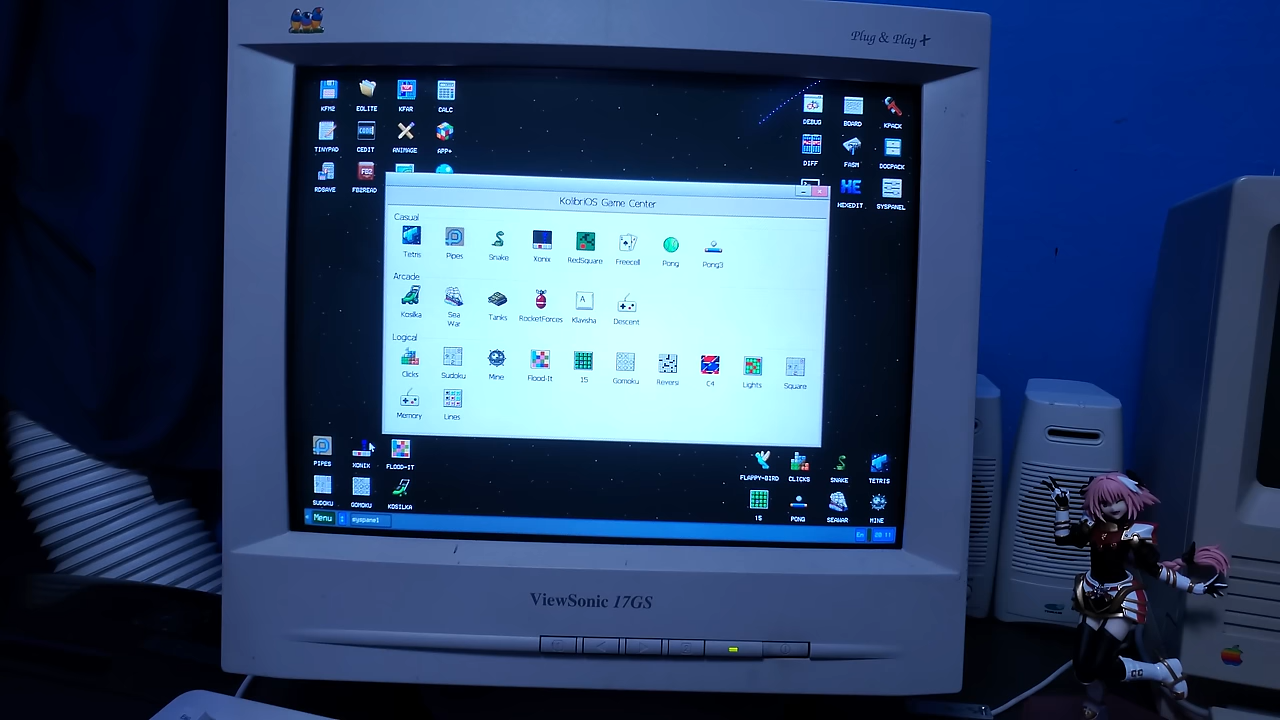 Plug & Play+
KFM2 EOLITE KFAR CALC
DEBUG BOARD KPACK
TINYPAD CEDIT ANIMAGE APP+
DIFF FASM DOCPACK
RDSAVE FB2READ
HEXEDIT SYSPANEL
KolibriOS Game Center
Casual
Tetris Pipes Snake Xonix RedSquare Freecell Pong Pong3
Arcade
Kosilka Sea War Tanks RocketForces Klavisha Descent
Logical
Clicks Sudoku Mine Flood-It 15 Gomoku Reversi C4 Lights Square
Memory Lines
PIPES XONIX FLOOD-IT
FLAPPY-BIRD CLICKS SNAKE TETRIS
SUDOKU GOMOKU KOSILKA
15 PONG SEAWAR MINE
Menu syspanel
En
ViewSonic 17GS